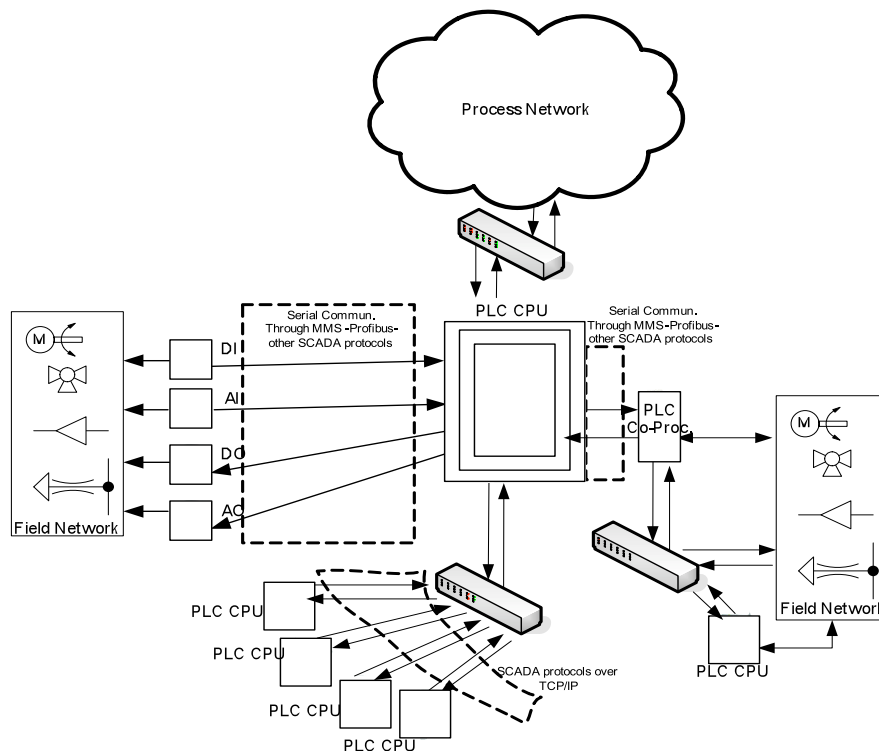 Process Network
PLC CPU
Serial Commun.
Through MMS -Profibus-
other SCADA protocols
Serial Commun.
Through MMS -Profibus-
other SCADA protocols
DI
AI
DO
AO
M
Field Network
PLC
Co-Proc.
M
Field Network
PLC CPU
PLC CPU
PLC CPU
PLC CPU
SCADA protocols over
TCP/IP
PLC CPU